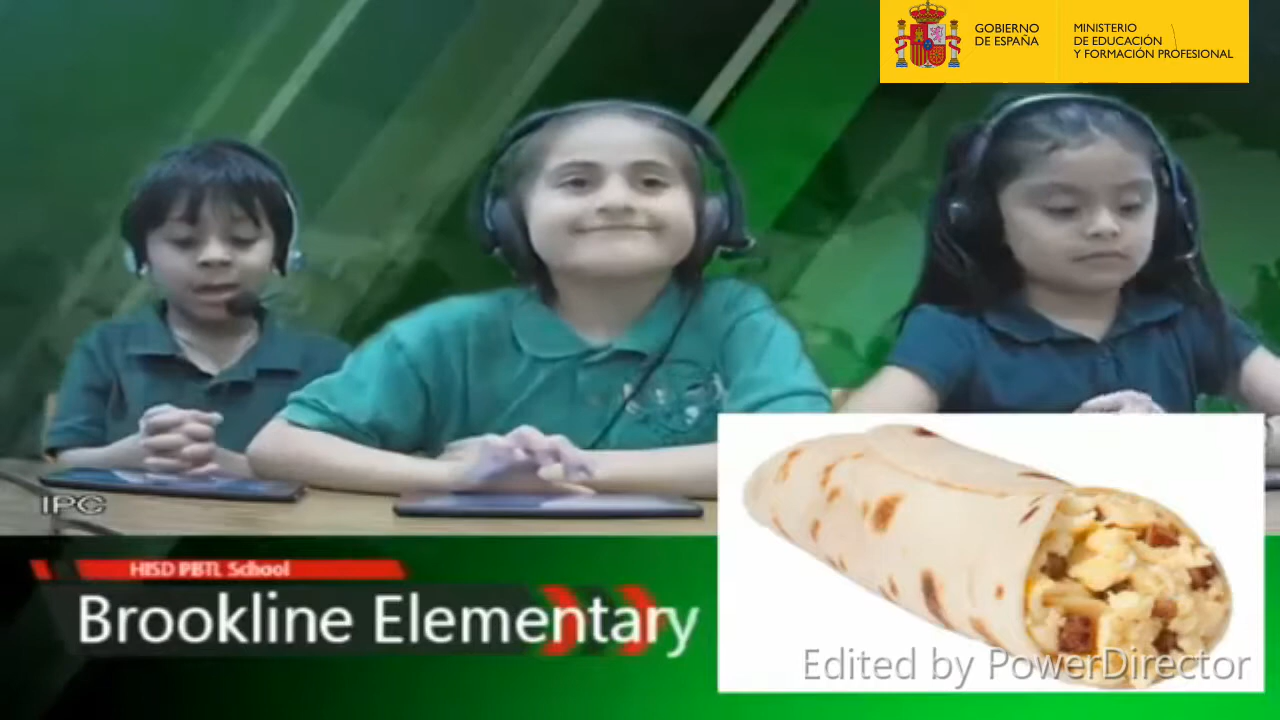 GOBIERNO
DE ESPAÑA
MINISTERIO
DE EDUCACIÓN
Y FORMACIÓN PROFESIONAL
IPC
HISD PBTL School
Brookline Elementary
Edited by PowerDirector